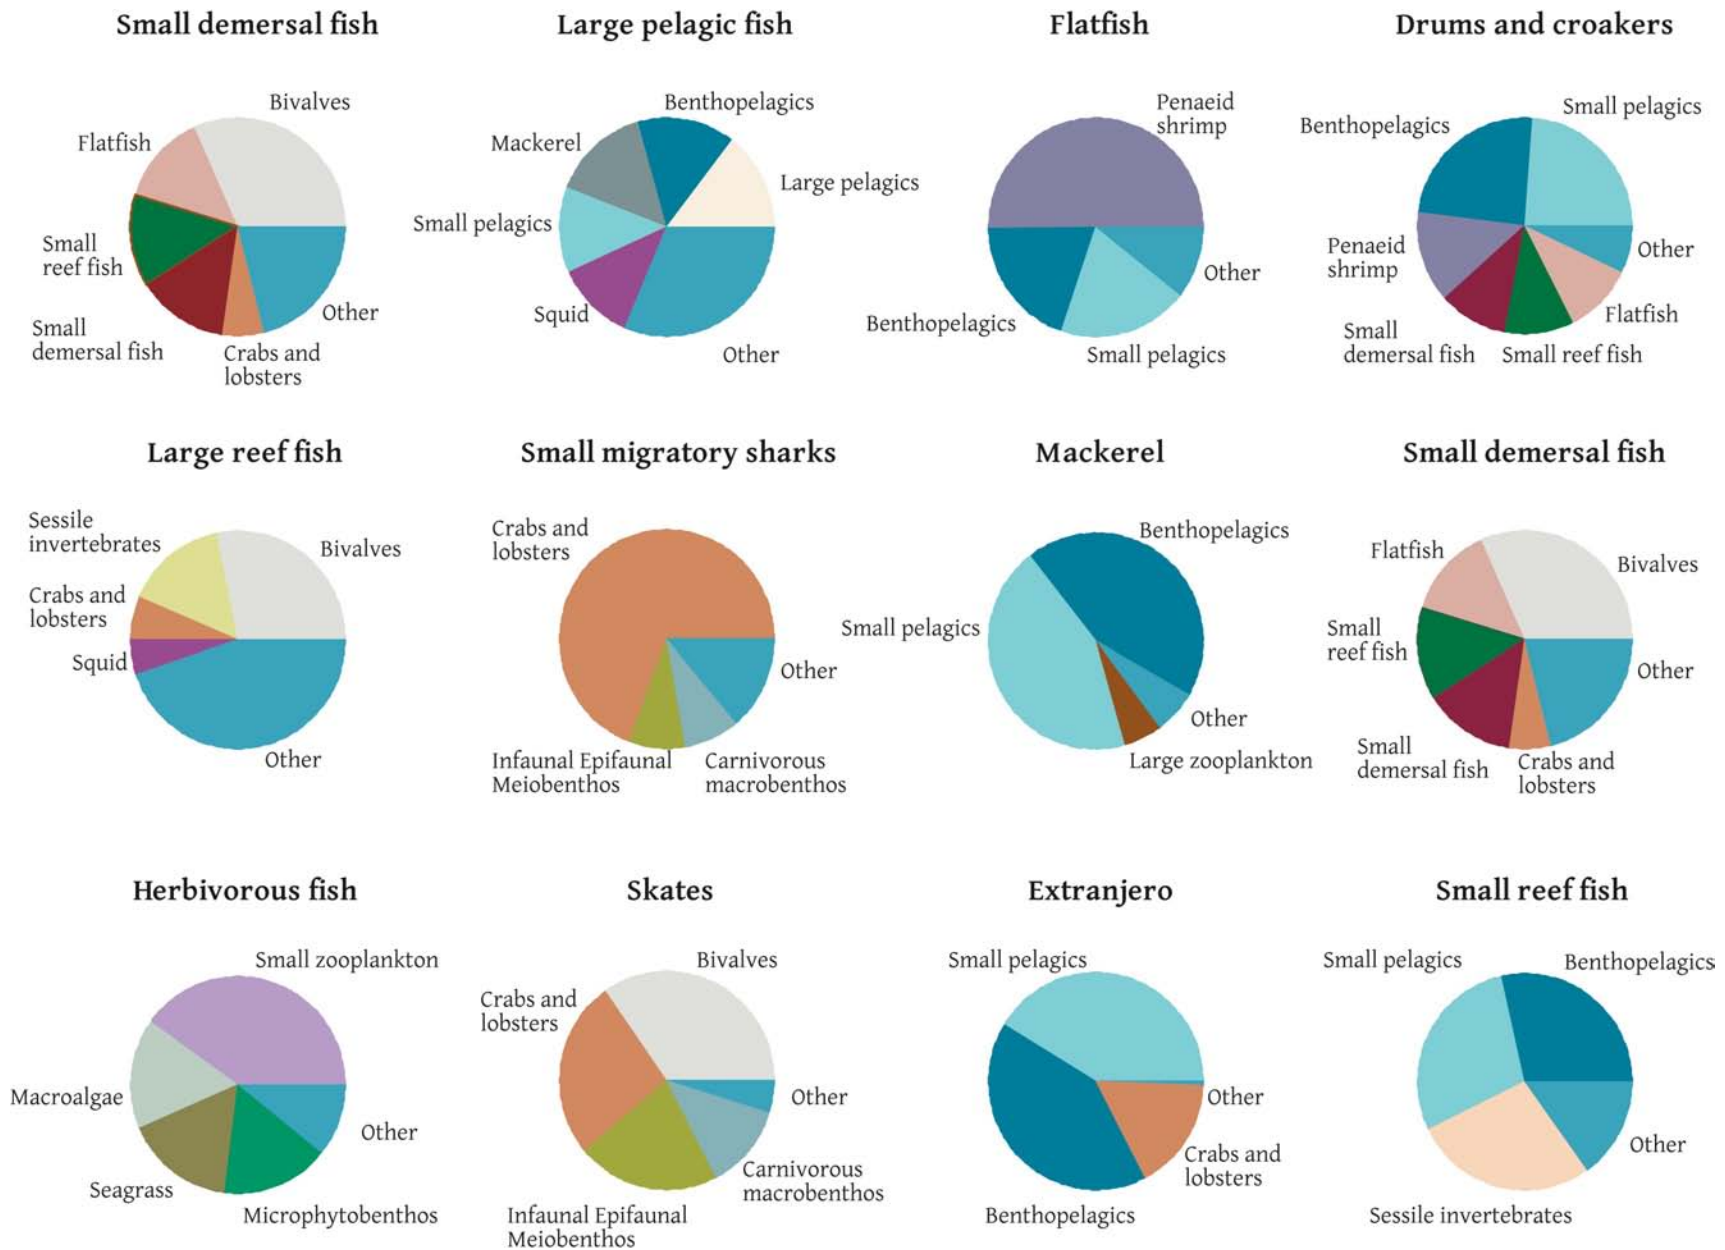 Small demersal fish
Bivalves
Flatfish
Small
reef fish
Small
demersal fish
Crabs and
lobsters
Other
Large pelagic fish
Benthopelagics
Mackerel
Large pelagics
Small pelagics
Squid
Other
Flatfish
Penaeid
shrimp
Other
Benthopelagics
Small pelagics
Drums and croakers
Small pelagics
Benthopelagics
Penaeid
shrimp
Other
Flatfish
Small
demersal fish
Small reef fish
Large reef fish
Sessile
invertebrates
Bivalves
Crabs and
lobsters
Squid
Other
Small migratory sharks
Crabs and
lobsters
Other
Infaunal Epifaunal
Meiobenthos
Carnivorous
macrobenthos
Mackerel
Benthopelagics
Small pelagics
Other
Large zooplankton
Small demersal fish
Flatfish
Bivalves
Small
reef fish
Other
Small
demersal fish
Crabs and
lobsters
Herbivorous fish
Small zooplankton
Macroalgae
Other
Seagrass
Microphytobenthos
Skates
Bivalves
Crabs and
lobsters
Other
Carnivorous
macrobenthos
Infaunal Epifaunal
Meiobenthos
Extranjero
Small pelagics
Other
Crabs and
lobsters
Benthopelagics
Small reef fish
Small pelagics
Benthopelagics
Other
Sessile invertebrates